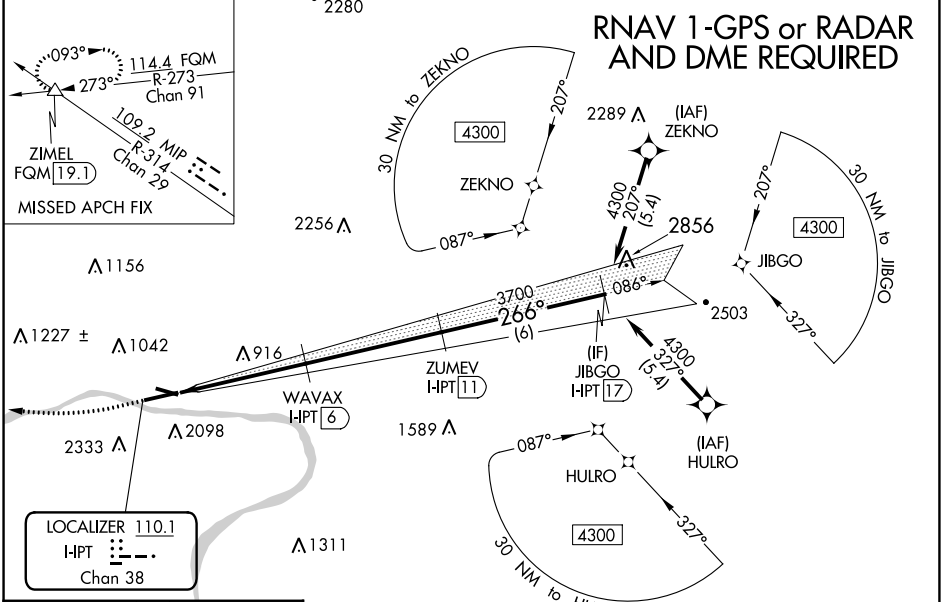 2280
RNAV 1-GPS or RADAR
AND DME REQUIRED
093°
273°
114.4 FQM
R-273
Chan 91
109.2 MIP
R-314
Chan 29
ZIMEL
FQM 19.1
MISSED APCH FIX
30 NM to ZEKNO
4300
207°
ZEKNO
087°
2289
(IAF)
ZEKNO
4300
207°
(5.4)
2856
207°
4300
30 NM to JIBGO
JIBGO
327°
2256
1156
1227 ±
1042
916
3700
266°
(6)
086°
2503
(IF)
JIBGO
I-IPT 17
ZUMEV
I-IPT 11
WAVAX
I-IPT 6
4300
327°
(5.4)
(IAF)
HULRO
2333
2098
1589
087°
HULRO
327°
4300
30 NM to
LOCALIZER 110.1
I-IPT
Chan 38
1311